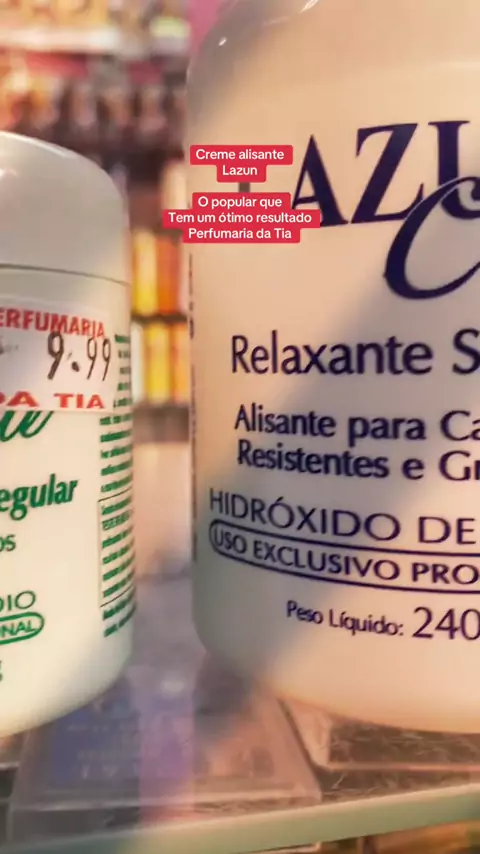 Creme alisante
Lazun
O popular que
Tem um ótimo resultado
Perfumaria da Tia
AZU
C
Relaxante S
Alisante para Ca
Resistentes e Gr
HIDRÓXIDO DE
USO EXCLUSIVO PRO
Peso Líquido: 240
ERFUMARIA
9.99
DA TIA
egular
OS
DIO
NAL